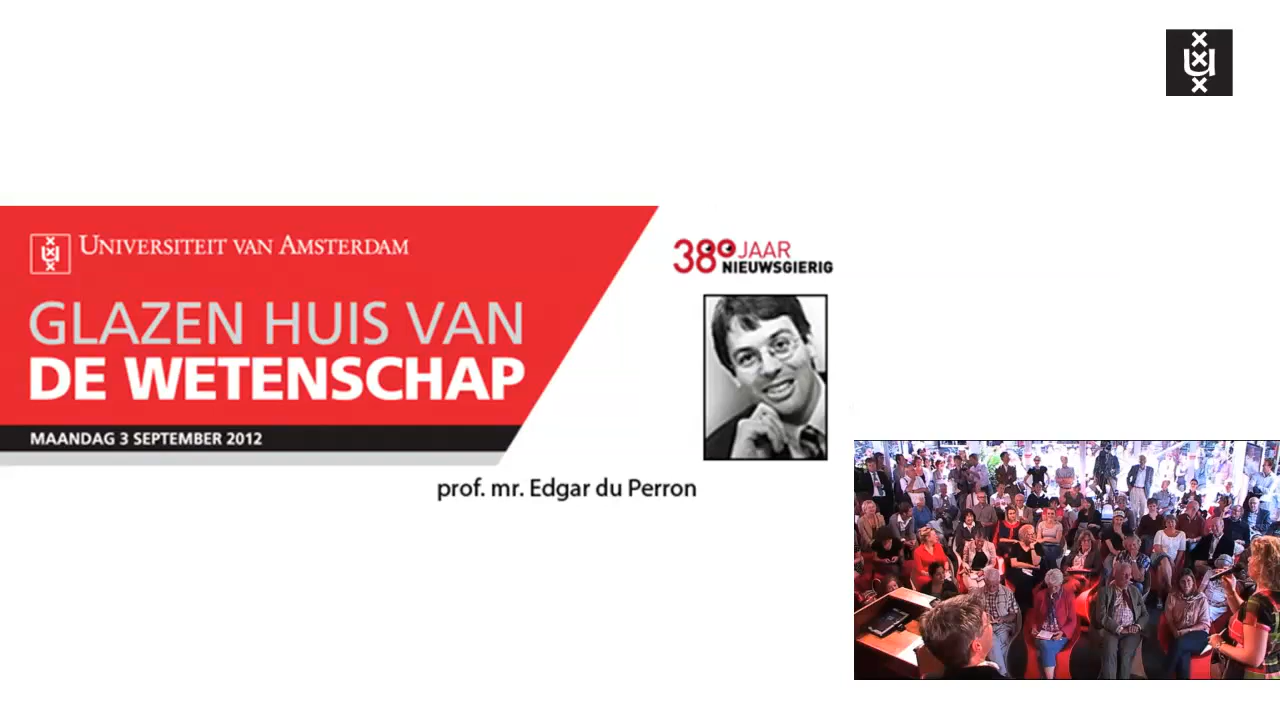 UNIVERSITEIT VAN AMSTERDAM
GLAZEN HUIS VAN
DE WETENSCHAP
MAANDAG 3 SEPTEMBER 2012
38e JAAR
NIEUWSGIERIG
prof. mr. Edgar du Perron